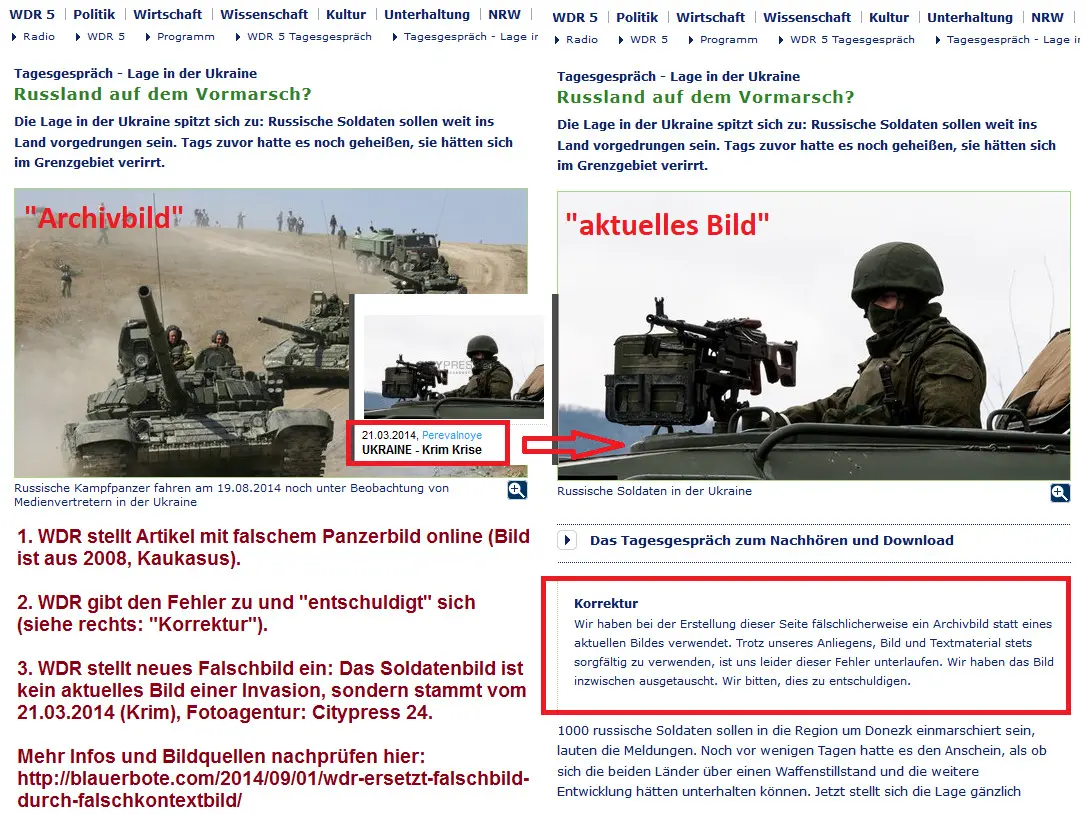 WDR 5 Politik Wirtschaft Wissenschaft Kultur Unterhaltung NRW
Radio WDR 5 Programm WDR 5 Tagesgespräch Tagesgespräch - Lage in
Tagesgespräch - Lage in der Ukraine
Russland auf dem Vormarsch?
Die Lage in der Ukraine spitzt sich zu: Russische Soldaten sollen weit ins
Land vorgedrungen sein. Tags zuvor hatte es noch geheißen, sie hätten sich
im Grenzgebiet verirrt.
"Archivbild"
CITYPRESS
21.03.2014, Perevalnoye
UKRAINE - Krim Krise
Russische Kampfpanzer fahren am 19.08.2014 noch unter Beobachtung von
Medienvertretern in der Ukraine
1. WDR stellt Artikel mit falschem Panzerbild online (Bild
ist aus 2008, Kaukasus).
2. WDR gibt den Fehler zu und "entschuldigt" sich
(siehe rechts: "Korrektur").
3. WDR stellt neues Falschbild ein: Das Soldatenbild ist
kein aktuelles Bild einer Invasion, sondern stammt vom
21.03.2014 (Krim), Fotoagentur: Citypress 24.
Mehr Infos und Bildquellen nachprüfen hier:
http://blauerbote.com/2014/09/01/wdr-ersetzt-falschbild-
durch-falschkontextbild/
WDR 5 Politik Wirtschaft Wissenschaft Kultur Unterhaltung NRW
Radio WDR 5 Programm WDR 5 Tagesgespräch Tagesgespräch - Lage in
Tagesgespräch - Lage in der Ukraine
Russland auf dem Vormarsch?
Die Lage in der Ukraine spitzt sich zu: Russische Soldaten sollen weit ins
Land vorgedrungen sein. Tags zuvor hatte es noch geheißen, sie hätten sich
im Grenzgebiet verirrt.
"aktuelles Bild"
Russische Soldaten in der Ukraine
Das Tagesgespräch zum Nachhören und Download
Korrektur
Wir haben bei der Erstellung dieser Seite fälschlicherweise ein Archivbild statt eines
aktuellen Bildes verwendet. Trotz unseres Anliegens, Bild und Textmaterial stets
sorgfältig zu verwenden, ist uns leider dieser Fehler unterlaufen. Wir haben das Bild
inzwischen ausgetauscht. Wir bitten, dies zu entschuldigen.
1000 russische Soldaten sollen in die Region um Donezk einmarschiert sein,
lauten die Meldungen. Noch vor wenigen Tagen hatte es den Anschein, als ob
sich die beiden Länder über einen Waffenstillstand und die weitere
Entwicklung hätten unterhalten können. Jetzt stellt sich die Lage gänzlich